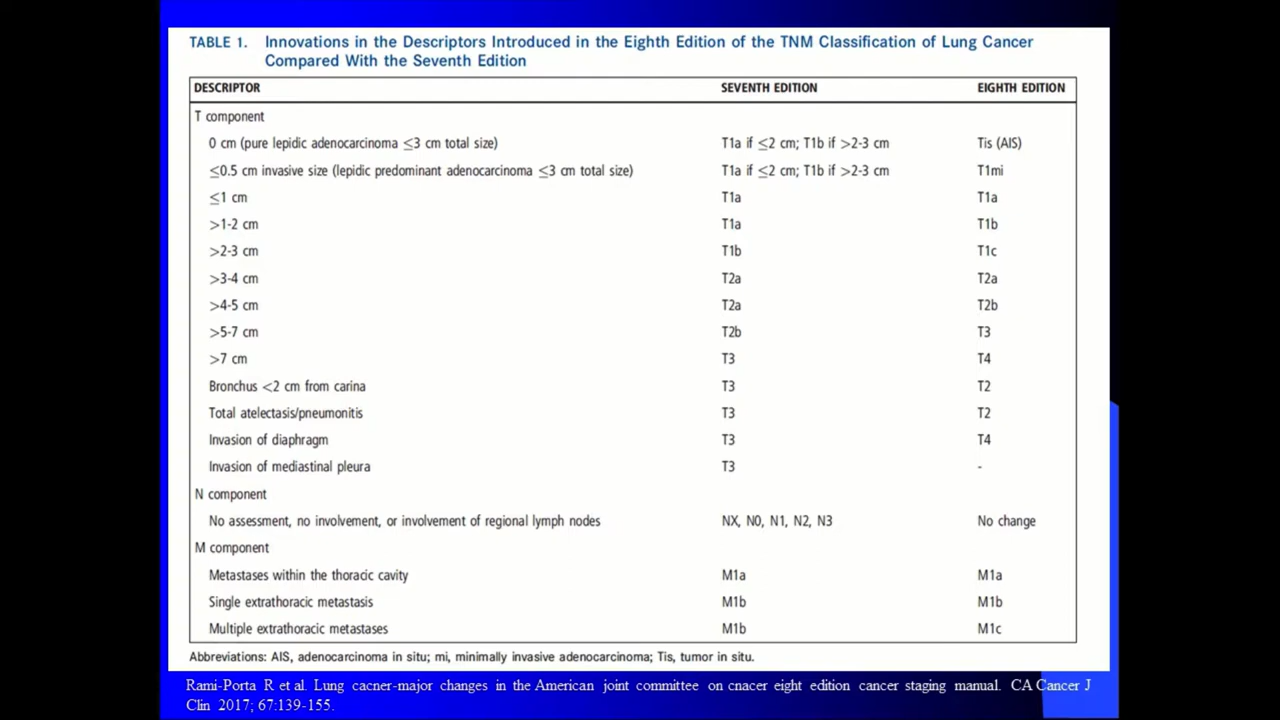 TABLE 1. Innovations in the Descriptors Introduced in the Eighth Edition of the TNM Classification of Lung Cancer
Compared With the Seventh Edition
DESCRIPTOR SEVENTH EDITION EIGHTH EDITION
T component
0 cm (pure lepidic adenocarcinoma ≤3 cm total size) T1a if ≤2 cm; T1b if >2-3 cm Tis (AIS)
≤0.5 cm invasive size (lepidic predominant adenocarcinoma ≤3 cm total size) T1a if ≤2 cm; T1b if >2-3 cm T1mi
≤1 cm T1a T1a
>1-2 cm T1a T1b
>2-3 cm T1b T1c
>3-4 cm T2a T2a
>4-5 cm T2a T2b
>5-7 cm T2b T3
>7 cm T3 T4
Bronchus <2 cm from carina T3 T2
Total atelectasis/pneumonitis T3 T2
Invasion of diaphragm T3 T4
Invasion of mediastinal pleura T3 -
N component
No assessment, no involvement, or involvement of regional lymph nodes NX, N0, N1, N2, N3 No change
M component
Metastases within the thoracic cavity M1a M1a
Single extrathoracic metastasis M1b M1b
Multiple extrathoracic metastases M1b M1c
Abbreviations: AIS, adenocarcinoma in situ; mi, minimally invasive adenocarcinoma; Tis, tumor in situ.
Rami-Porta R et al. Lung cacner-major changes in the American joint committee on cnacer eight edition cancer staging manual. CA Cancer J
Clin 2017; 67:139-155.